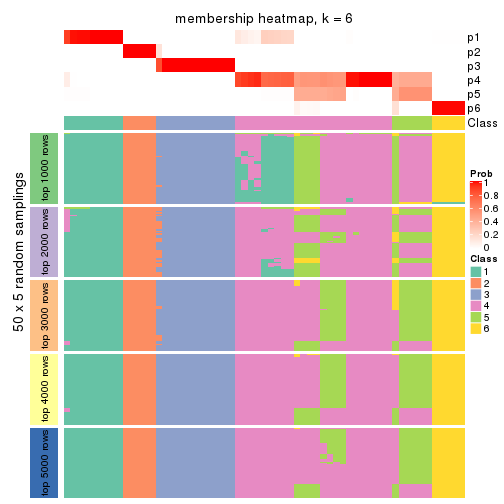 membership heatmap, k = 6
p1
p2
p3
p4
p5
p6
Class
50 x 5 random samplings
top 1000 rows
top 2000 rows
top 3000 rows
top 4000 rows
top 5000 rows
Prob
1
0.8
0.6
0.4
0.2
0
Class
1
2
3
4
5
6